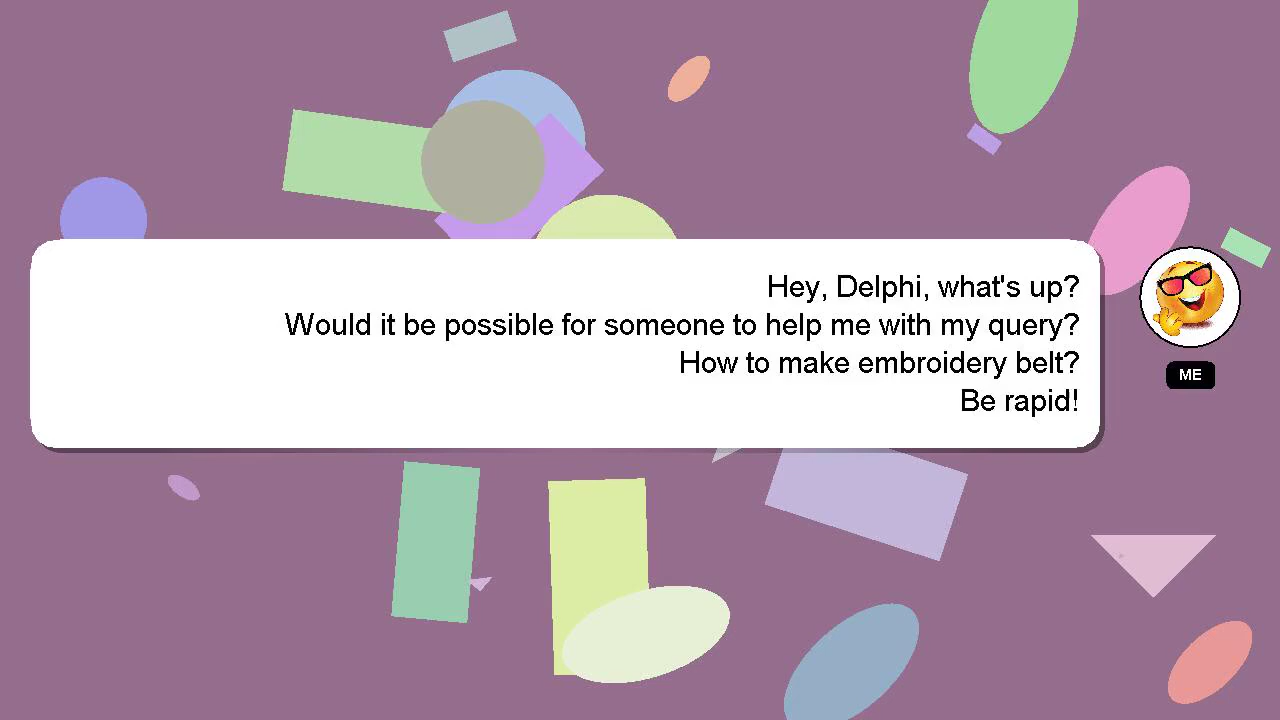 Hey, Delphi, what's up?
Would it be possible for someone to help me with my query?
How to make embroidery belt?
Be rapid!
ME